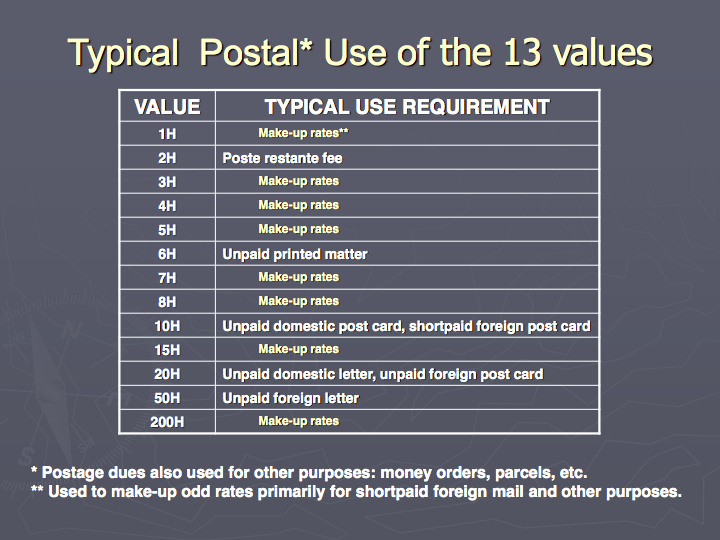 Typical Postal* Use of the 13 values
VALUE TYPICAL USE REQUIREMENT
1H Make-up rates**
2H Poste restante fee
3H Make-up rates
4H Make-up rates
5H Make-up rates
6H Unpaid printed matter
7H Make-up rates
8H Make-up rates
10H Unpaid domestic post card, shortpaid foreign post card
15H Make-up rates
20H Unpaid domestic letter, unpaid foreign post card
50H Unpaid foreign letter
200H Make-up rates
N
S
* Postage dues also used for other purposes: money orders, parcels, etc.
** Used to make-up odd rates primarily for shortpaid foreign mail and other purposes.